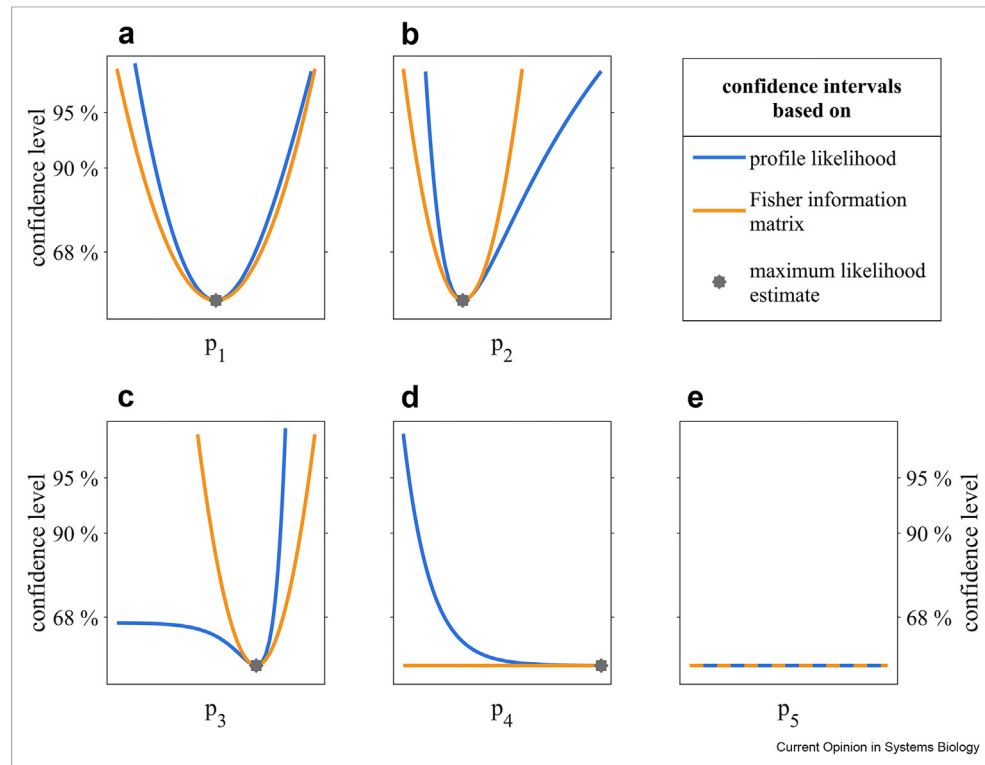 a
b
confidence level
95 %
90 %
68 %
p1
p2
confidence intervals
based on
profile likelihood
Fisher information
matrix
maximum likelihood
estimate
c
d
e
confidence level
95 %
90 %
68 %
95 %
90 %
68 %
confidence level
p3
p4
p5
Current Opinion in Systems Biology